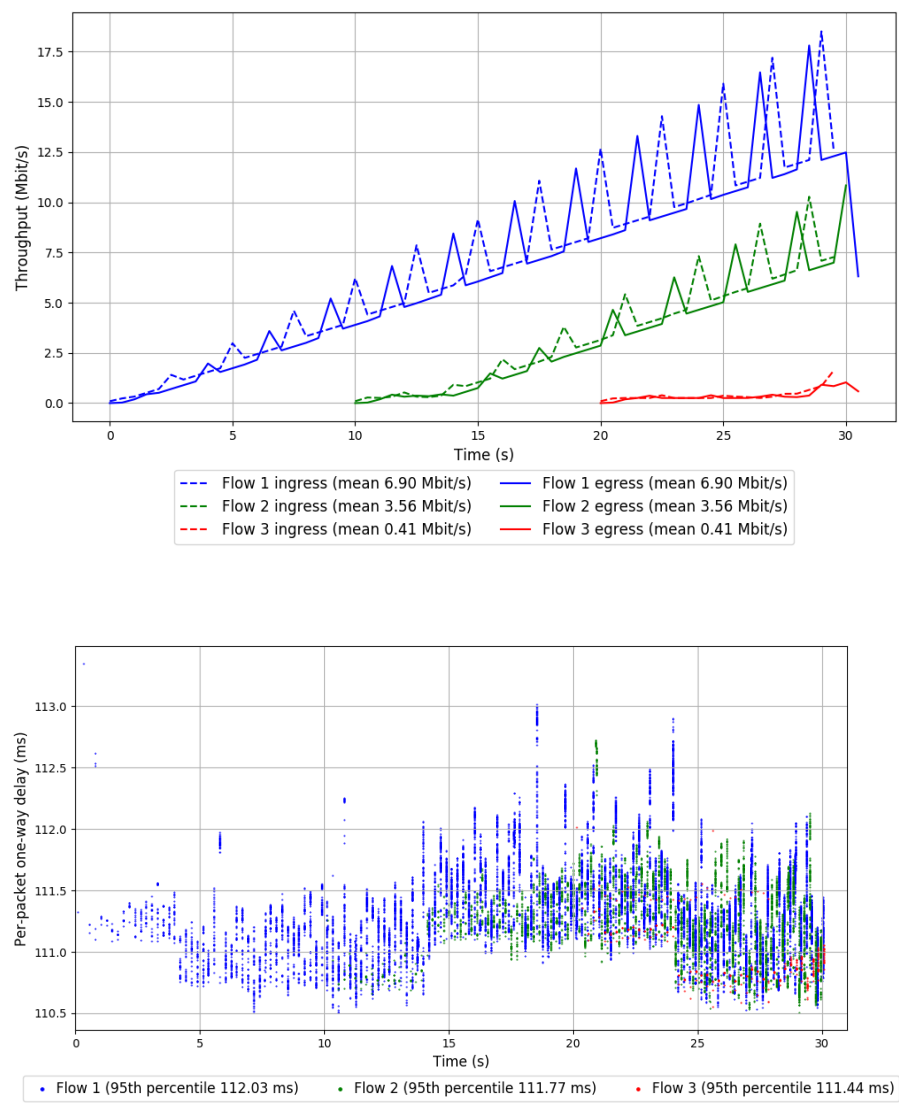 17.5
15.0
12.5
10.0
7.5
5.0
2.5
0.0
Throughput (Mbit/s)
0 5 10 15 20 25 30
Time (s)
Flow 1 ingress (mean 6.90 Mbit/s) Flow 1 egress (mean 6.90 Mbit/s)
Flow 2 ingress (mean 3.56 Mbit/s) Flow 2 egress (mean 3.56 Mbit/s)
Flow 3 ingress (mean 0.41 Mbit/s) Flow 3 egress (mean 0.41 Mbit/s)
113.0
112.5
112.0
111.5
111.0
110.5
Per-packet one-way delay (ms)
0 5 10 15 20 25 30
Time (s)
Flow 1 (95th percentile 112.03 ms) Flow 2 (95th percentile 111.77 ms) Flow 3 (95th percentile 111.44 ms)